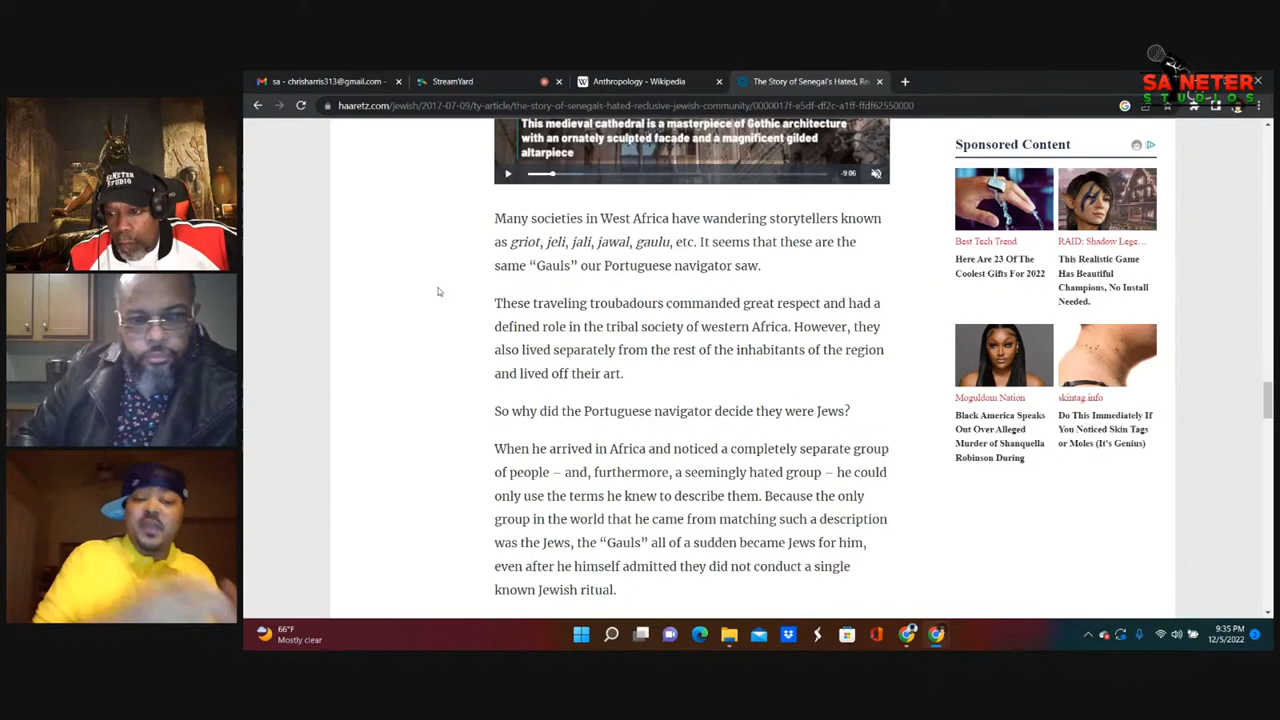 SA NETER
STUDIOS
sa - chrisharris313@gmail.com -
StreamYard
Anthropology - Wikipedia
The Story of Senegal's Hated, Re
haaretz.com/jewish/2017-07-09/ty-article/the-story-of-senegals-hated-reclusive-jewish-community/0000017f-e5df-df2c-a1ff-ffdf62550000
This medieval cathedral is a masterpiece of Gothic architecture
with an ornately sculpted facade and a magnificent gilded
altarpiece
-9:06
Many societies in West Africa have wandering storytellers known
as griot, jeli, jali, jawal, gaulu, etc. It seems that these are the
same “Gauls” our Portuguese navigator saw.
These traveling troubadours commanded great respect and had a
defined role in the tribal society of western Africa. However, they
also lived separately from the rest of the inhabitants of the region
and lived off their art.
So why did the Portuguese navigator decide they were Jews?
When he arrived in Africa and noticed a completely separate group
of people – and, furthermore, a seemingly hated group – he could
only use the terms he knew to describe them. Because the only
group in the world that he came from matching such a description
was the Jews, the “Gauls” all of a sudden became Jews for him,
even after he himself admitted they did not conduct a single
known Jewish ritual.
Sponsored Content
Best Tech Trend
Here Are 23 Of The
Coolest Gifts For 2022
RAID: Shadow Lege...
This Realistic Game
Has Beautiful
Champions, No Install
Needed.
Moguldom Nation
Black America Speaks
Out Over Alleged
Murder of Shanquella
Robinson During
skintag.info
Do This Immediately If
You Noticed Skin Tags
or Moles (It's Genius)
SANETER
STUDIO
66°F
Mostly clear
9:35 PM
12/5/2022